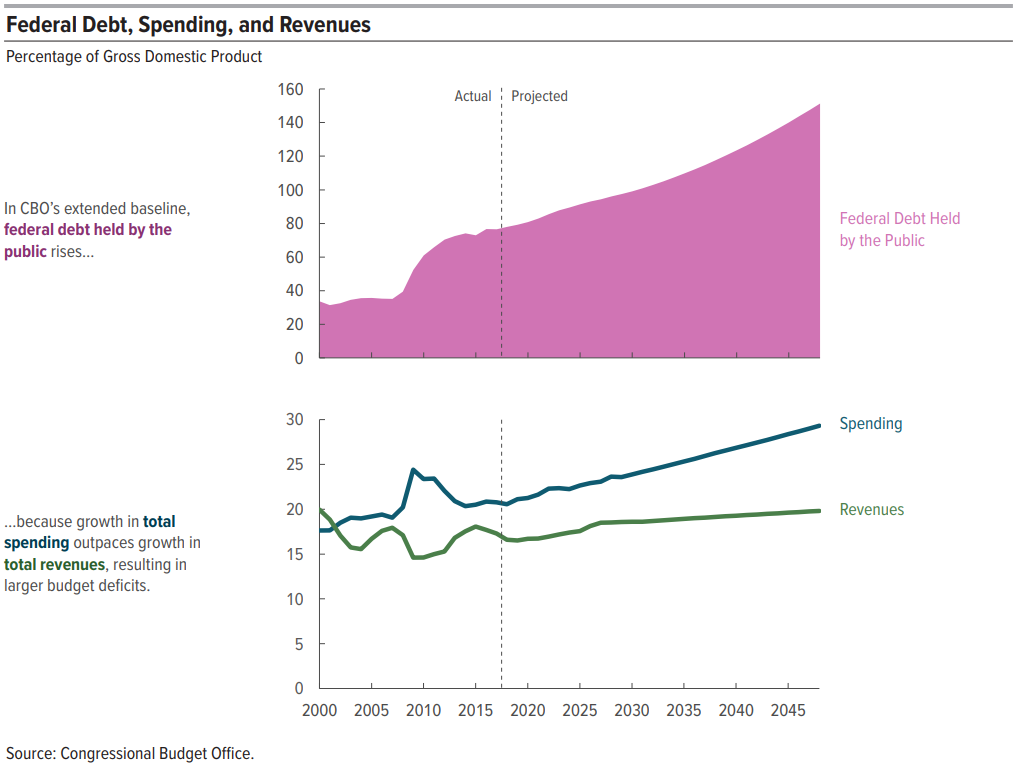 Federal Debt, Spending, and Revenues
Percentage of Gross Domestic Product
160
Actual
Projected
140
120
100
80
60
40
20
0
In CBO’s extended baseline,
federal debt held by the
public rises...
Federal Debt Held
by the Public
30
25
20
15
10
5
0
Spending
Revenues
...because growth in total
spending outpaces growth in
total revenues, resulting in
larger budget deficits.
2000 2005 2010 2015 2020 2025 2030 2035 2040 2045
Source: Congressional Budget Office.